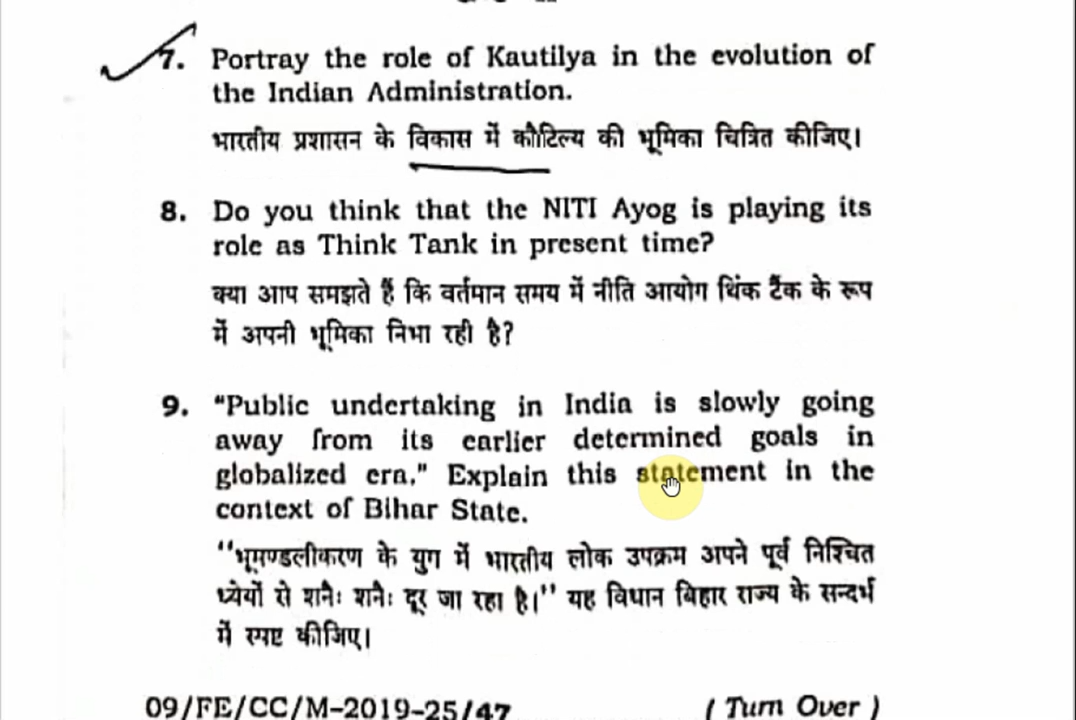 7. Portray the role of Kautilya in the evolution of
the Indian Administration.
भारतीय प्रशासन के विकास में कौटिल्य की भूमिका चित्रित कीजिए।
8. Do you think that the NITI Ayog is playing its
role as Think Tank in present time?
क्या आप समझते हैं कि वर्तमान समय में नीति आयोग थिंक टैंक के रूप
में अपनी भूमिका निभा रही है?
9. "Public undertaking in India is slowly going
away from its earlier determined goals in
globalized era." Explain this statement in the
context of Bihar State.
"भूमण्डलीकरण के युग में भारतीय लोक उपक्रम अपने पूर्व निश्चित
ध्येयों से शनैः शनैः दूर जा रहा है।" यह विधान बिहार राज्य के सन्दर्भ
में स्पष्ट कीजिए।
09/FE/CC/M-2019-25/47 ( Turn Over )